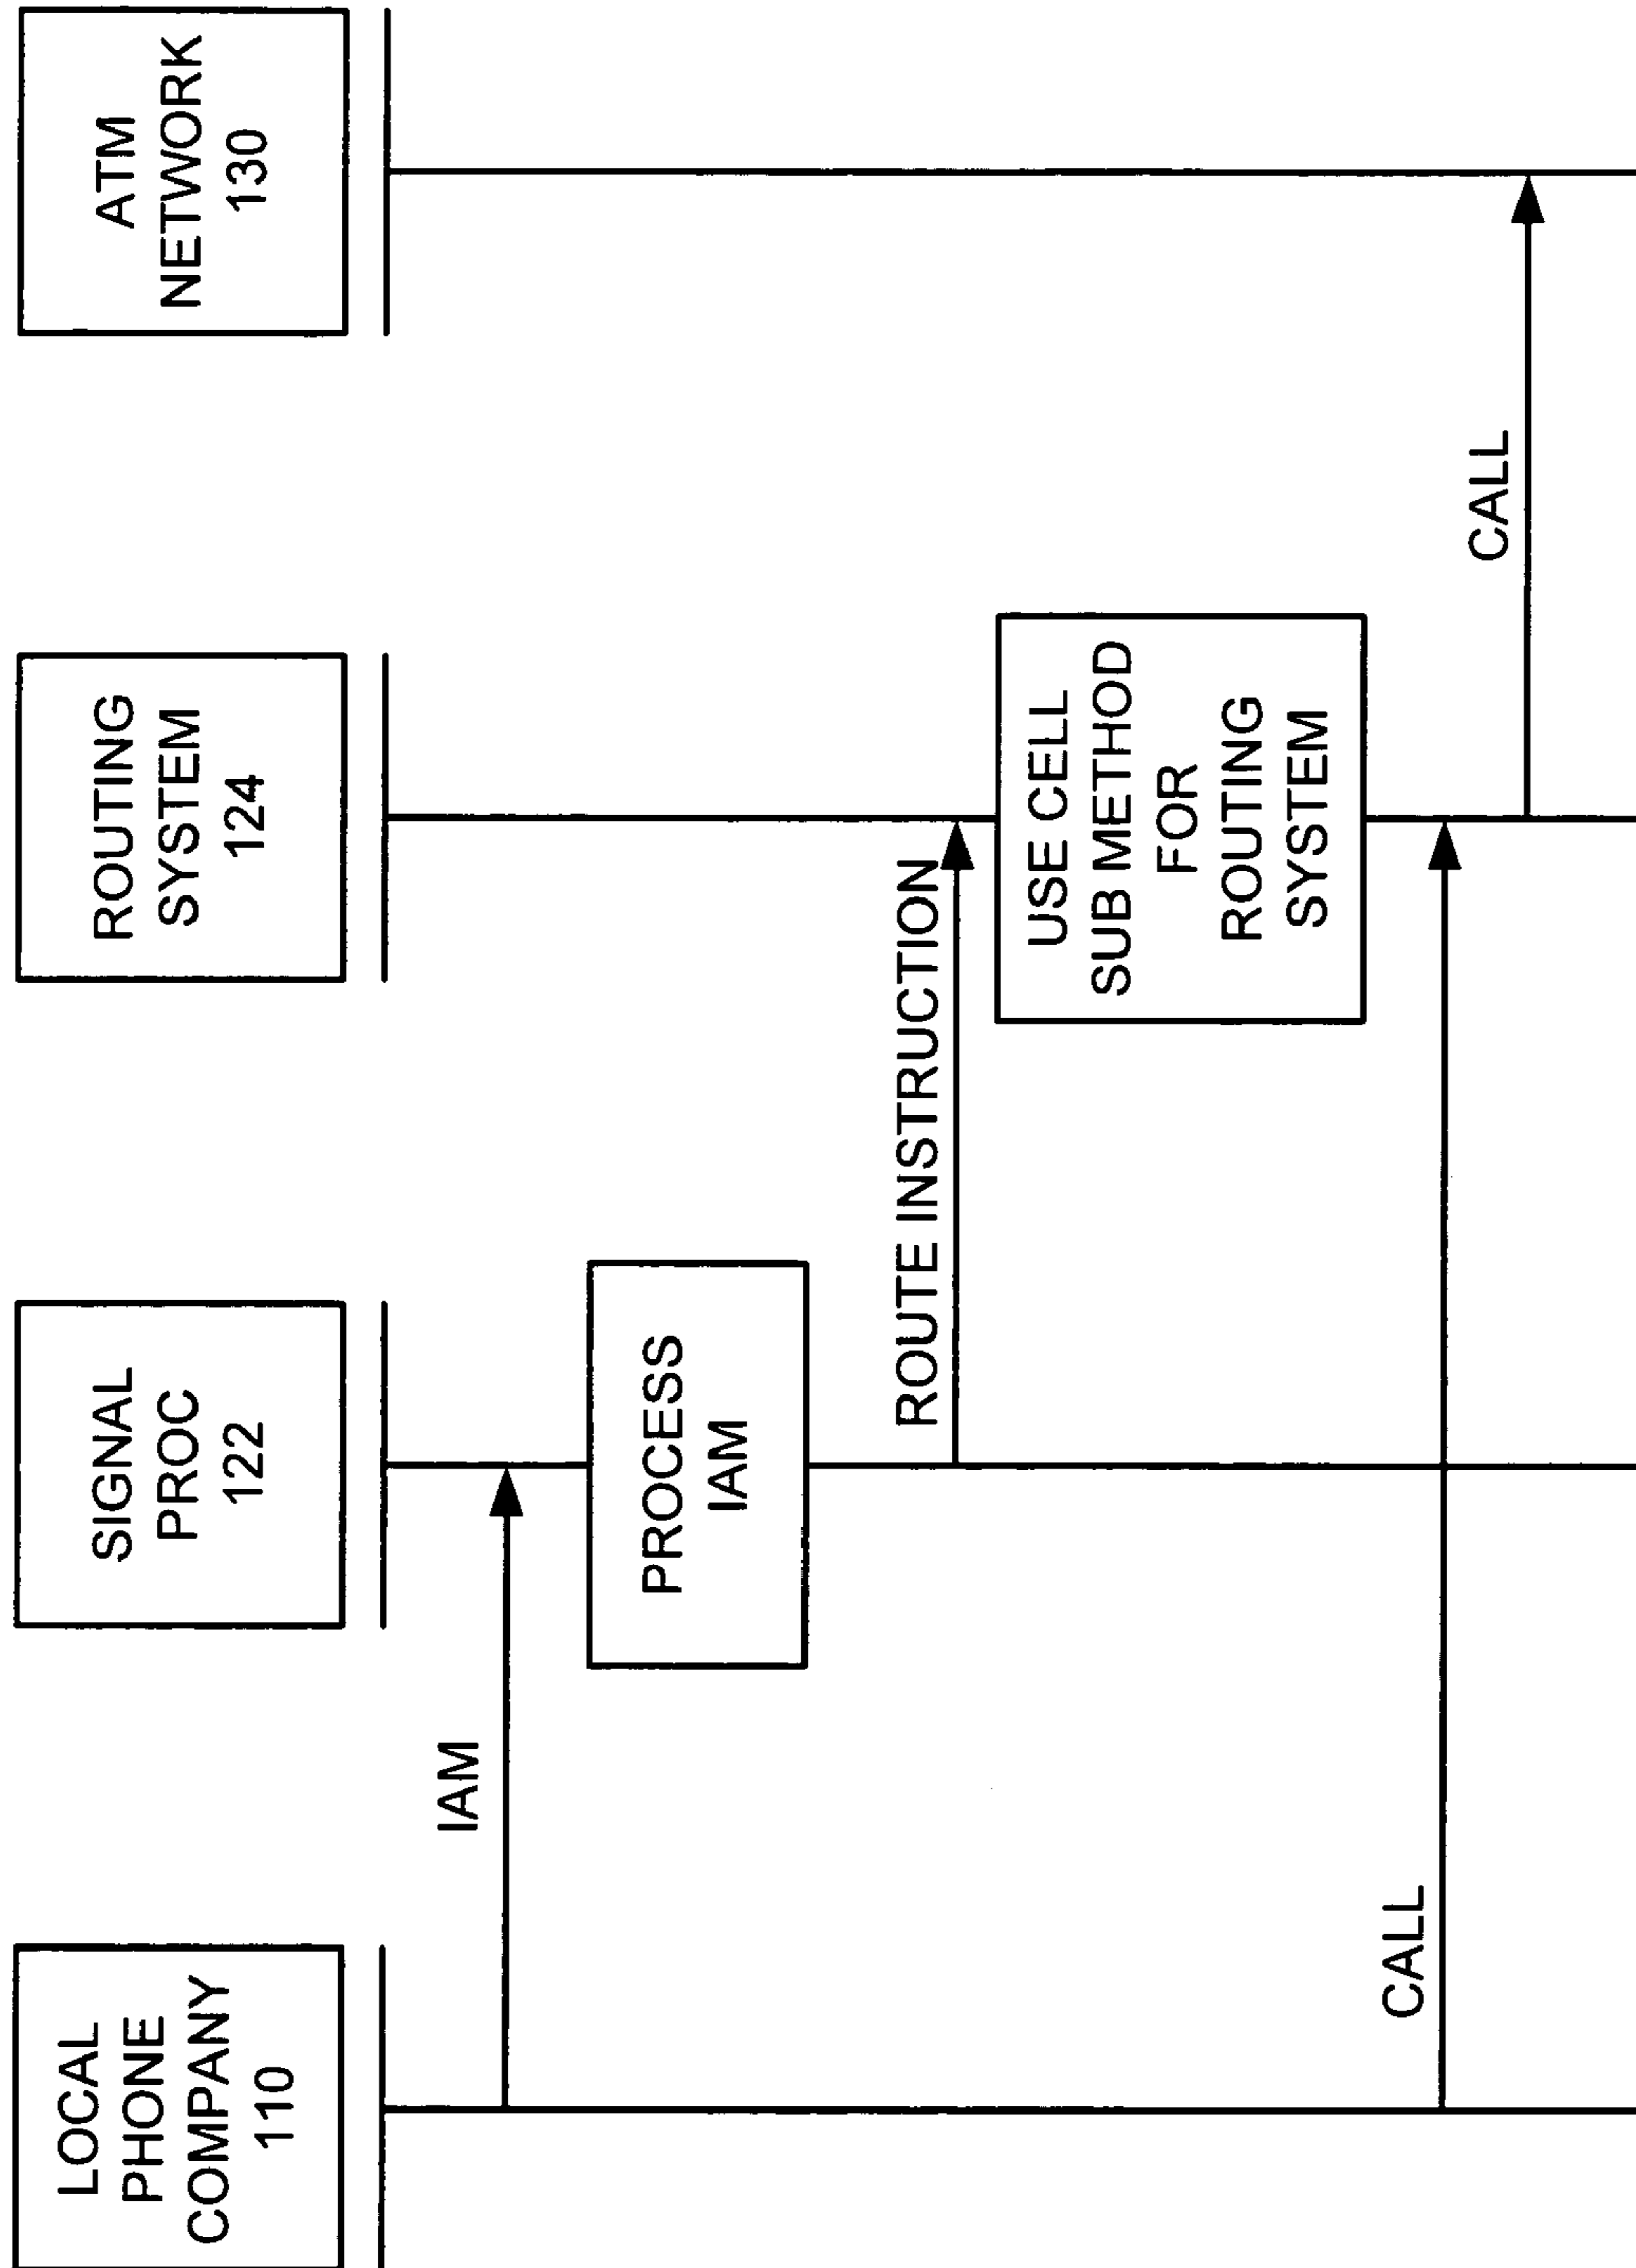 LOCAL
PHONE
COMPANY
110
SIGNAL
PROC
122
ROUTING
SYSTEM
124
ATM
NETWORK
130
IAM
PROCESS
IAM
ROUTE INSTRUCTION
USE CELL
SUB METHOD
FOR
ROUTING
SYSTEM
CALL
CALL